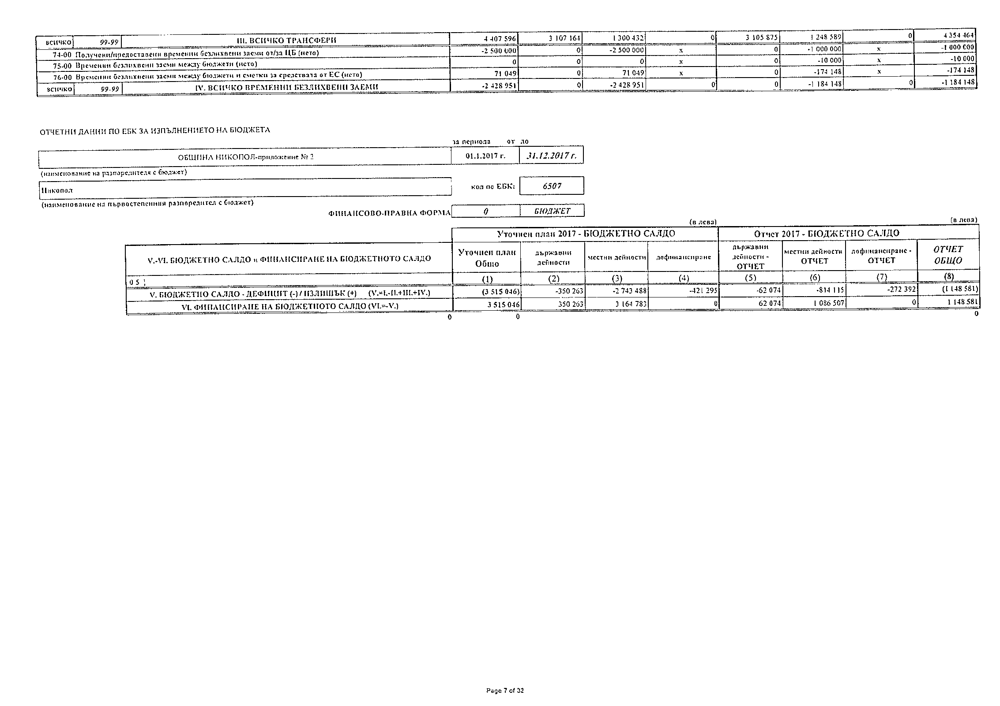 всичко 99-99 III. ВСИЧКО ТРАНСФЕРИ 4 407 596 3 107 164 1 300 432 0 3 105 875 1 248 589 0 4 354 464
74-00 Получени/предоставени временни безлихвени заеми от/за ЦБ (нето) -2 500 000 0 -2 500 000 x 0 -1 000 000 x -1 000 000
75-00 Временни безлихвени заеми между бюджети (нето) 0 0 0 x 0 -10 000 x -10 000
76-00 Временни безлихвени заеми между бюджети и сметки за средствата от ЕС (нето) 71 049 0 71 049 x 0 -174 148 x -174 148
всичко 99-99 IV. ВСИЧКО ВРЕМЕННИ БЕЗЛИХВЕНИ ЗАЕМИ -2 428 951 0 -2 428 951 0 0 -1 184 148 0 -1 184 148
ОТЧЕТНИ ДАННИ ПО ЕБК ЗА ИЗПЪЛНЕНИЕТО НА БЮДЖЕТА
за периода от до
ОБЩИНА НИКОПОЛ-приложение № 2 01.1.2017 г. 31.12.2017 г.
(наименование на разпоредителя с бюджет)
Никопол код по ЕБК: 6507
(наименование на първостепенния разпоредител с бюджет)
ФИНАНСОВО-ПРАВНА ФОРМА 0 БЮДЖЕТ
(в лева) (в лева)
Уточнен план 2017 - БЮДЖЕТНО САЛДО Отчет 2017 - БЮДЖЕТНО САЛДО
V.-VI. БЮДЖЕТНО САЛДО и ФИНАНСИРАНЕ НА БЮДЖЕТНОТО САЛДО Уточнен план Общо държавни дейности местни дейности дофинансиране държавни дейности - ОТЧЕТ местни дейности ОТЧЕТ дофинансиране - ОТЧЕТ ОТЧЕТ ОБЩО
0 5 (1) (2) (3) (4) (5) (6) (7) (8)
V. БЮДЖЕТНО САЛДО - ДЕФИЦИТ (-) / ИЗЛИШЪК (+) (V.=I.-II.+III.+IV.) (3 515 046) -350 263 -2 743 488 -421 295 -62 074 -814 115 -272 392 (1 148 581)
VI. ФИНАНСИРАНЕ НА БЮДЖЕТНОТО САЛДО (VI.=-V.) 3 515 046 350 263 3 164 783 0 62 074 1 086 507 0 1 148 581
0 0 0
Page 7 of 32